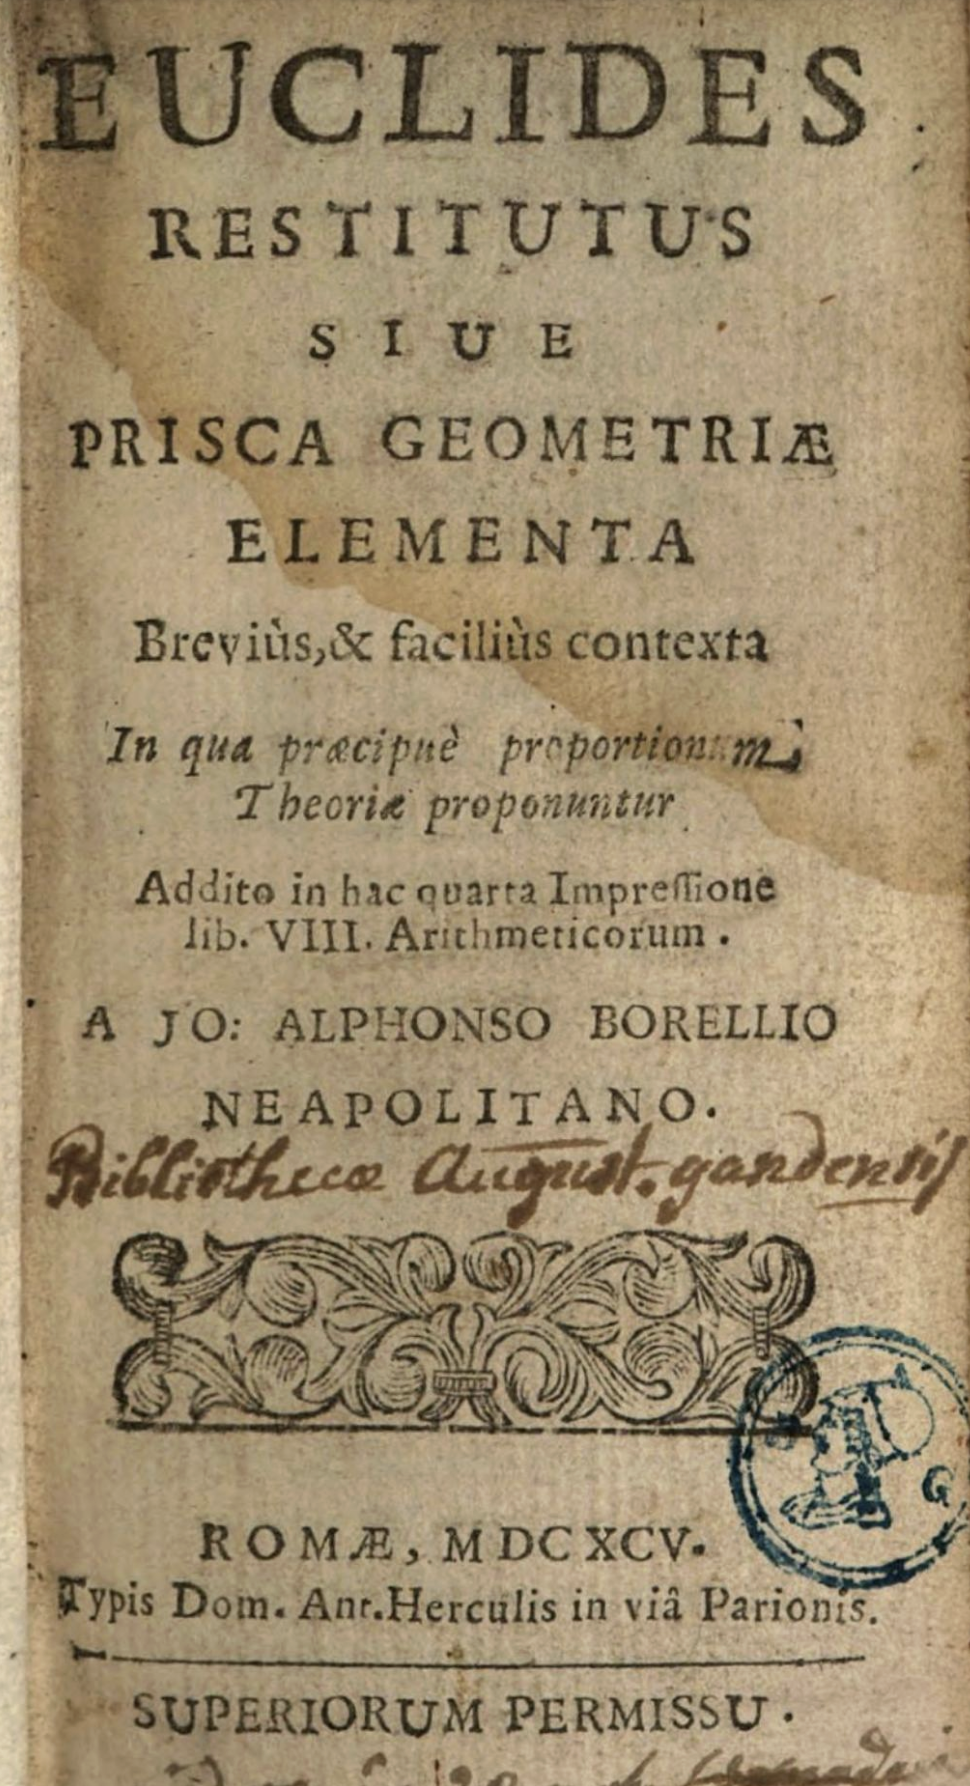 EUCLIDES
RESTITUTUS
SIUE
PRISCA GEOMETRIÆ
ELEMENTA
Breviùs,& faciliùs contexta
In qua præcipuè proportionum
Theoriæ proponuntur
Addito in hac quarta Impressione
lib. VIII. Arithmeticorum.
A JO: ALPHONSO BORELLIO
NEAPOLITANO.
Bibliothecæ August. gandensis
G
ROMÆ, MDCXCV.
Typis Dom. Ant.Herculis in viâ Parionis.
SUPERIORUM PERMISSU.